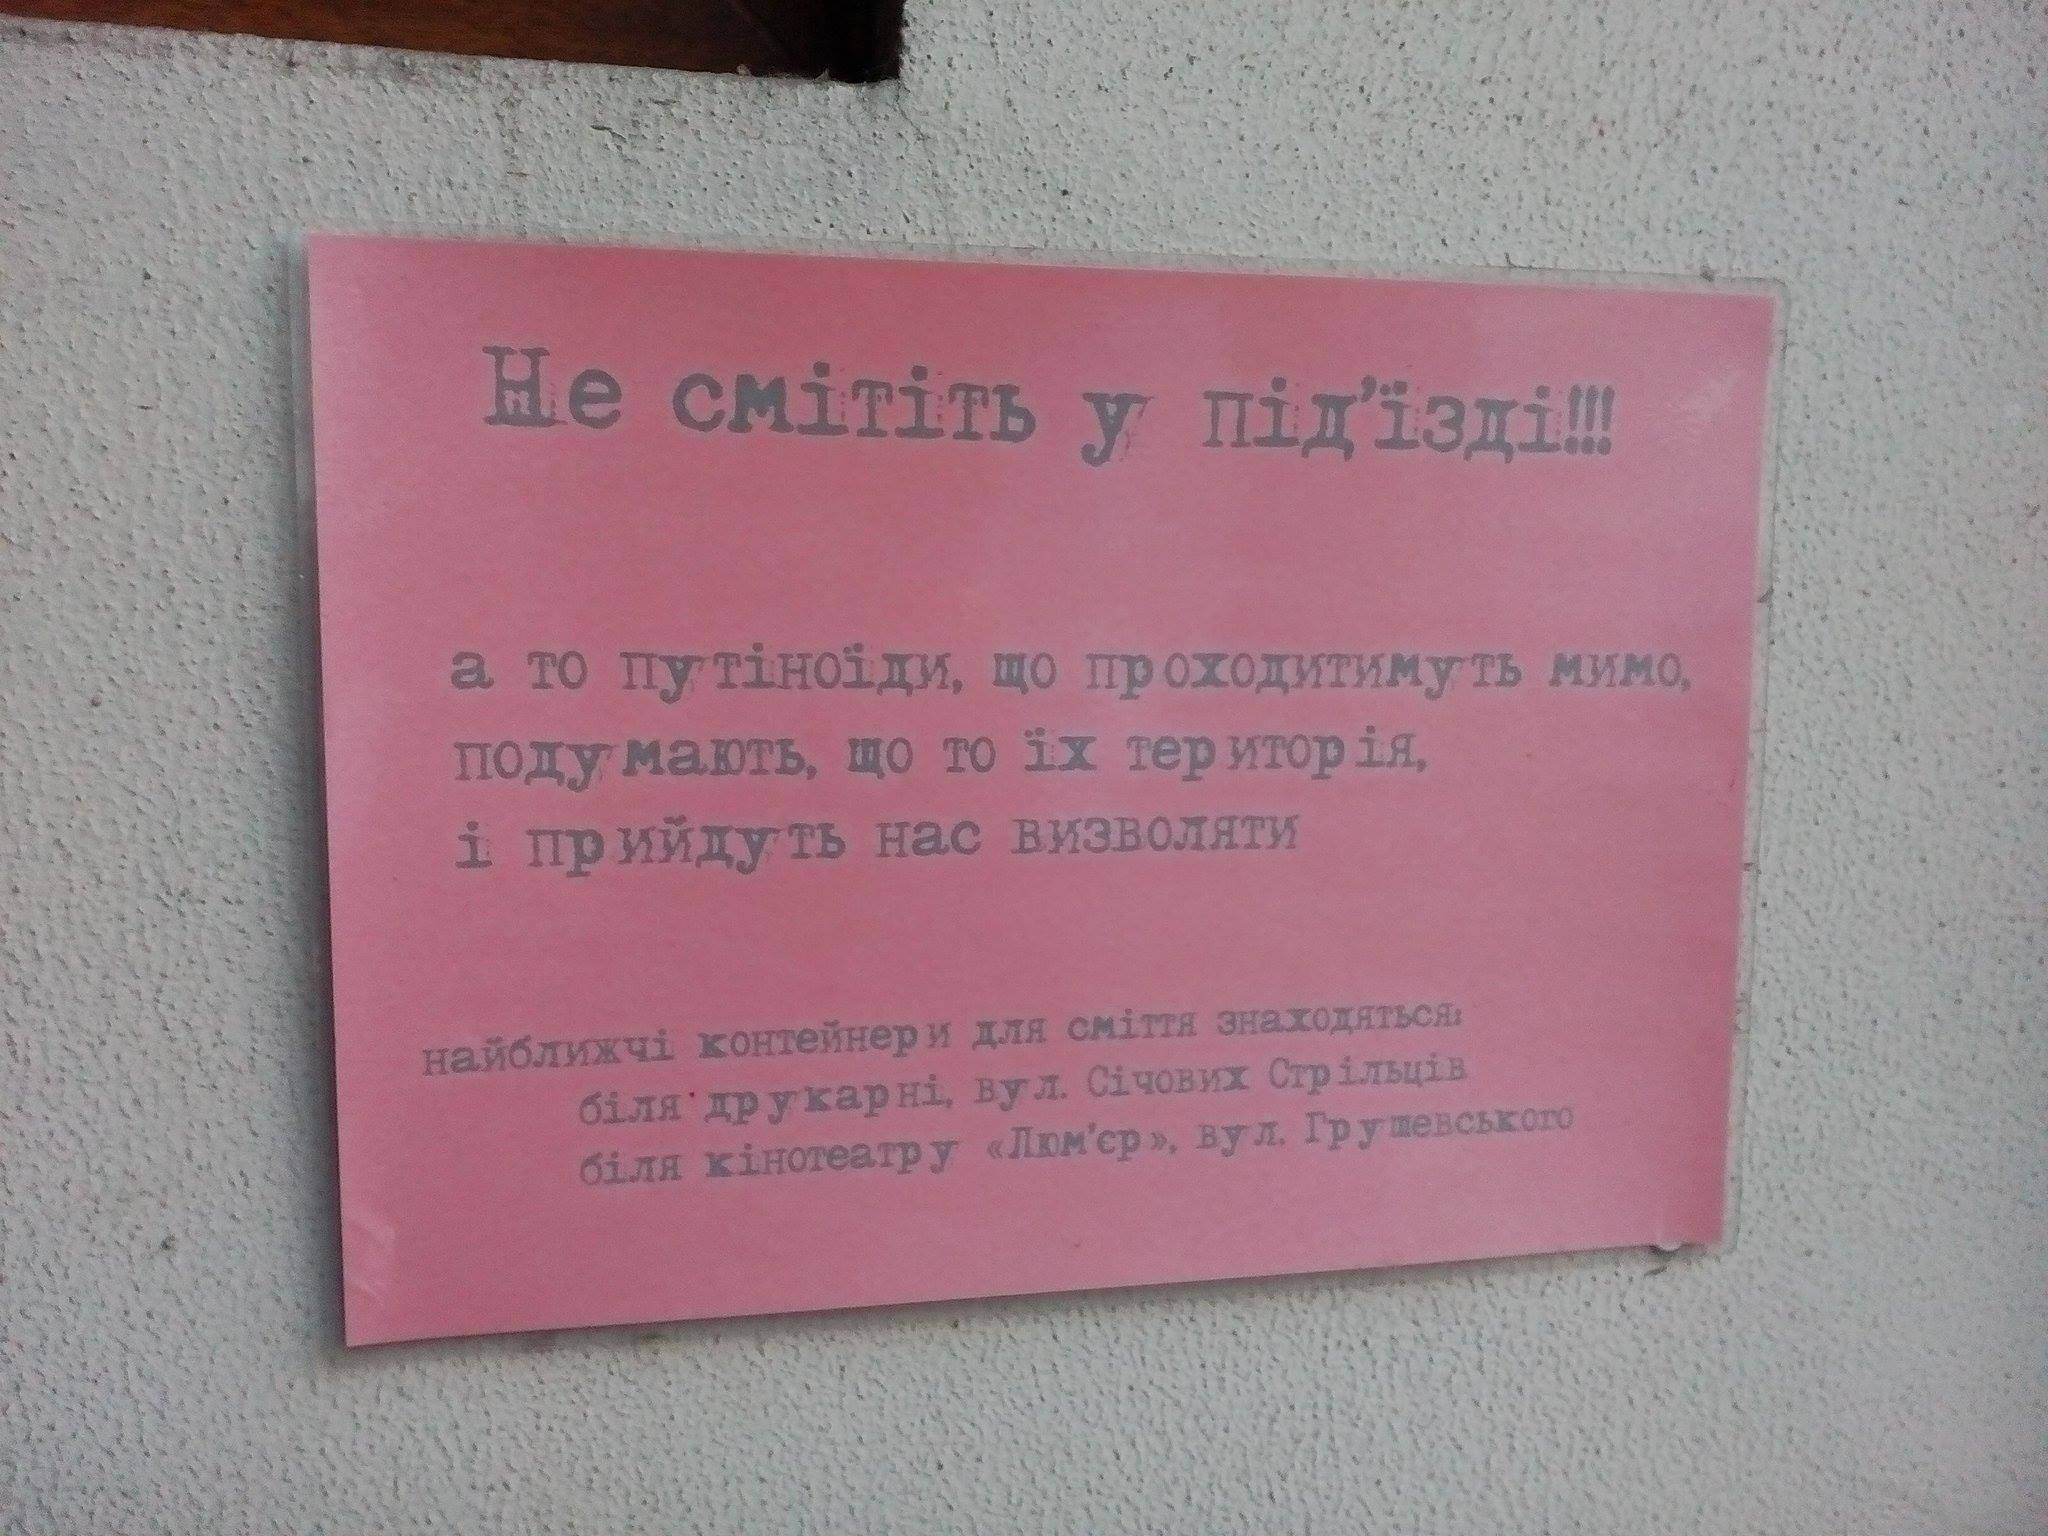 Не смітіть у під'їзді!!!
а то путіноїди, що проходитимуть мимо,
подумають, що то їх територія,
і прийдуть нас визволяти
найближчі контейнери для сміття знаходяться:
біля друкарні, вул. Січових Стрільців
біля кінотеатру «Люм'єр», вул. Грушевського